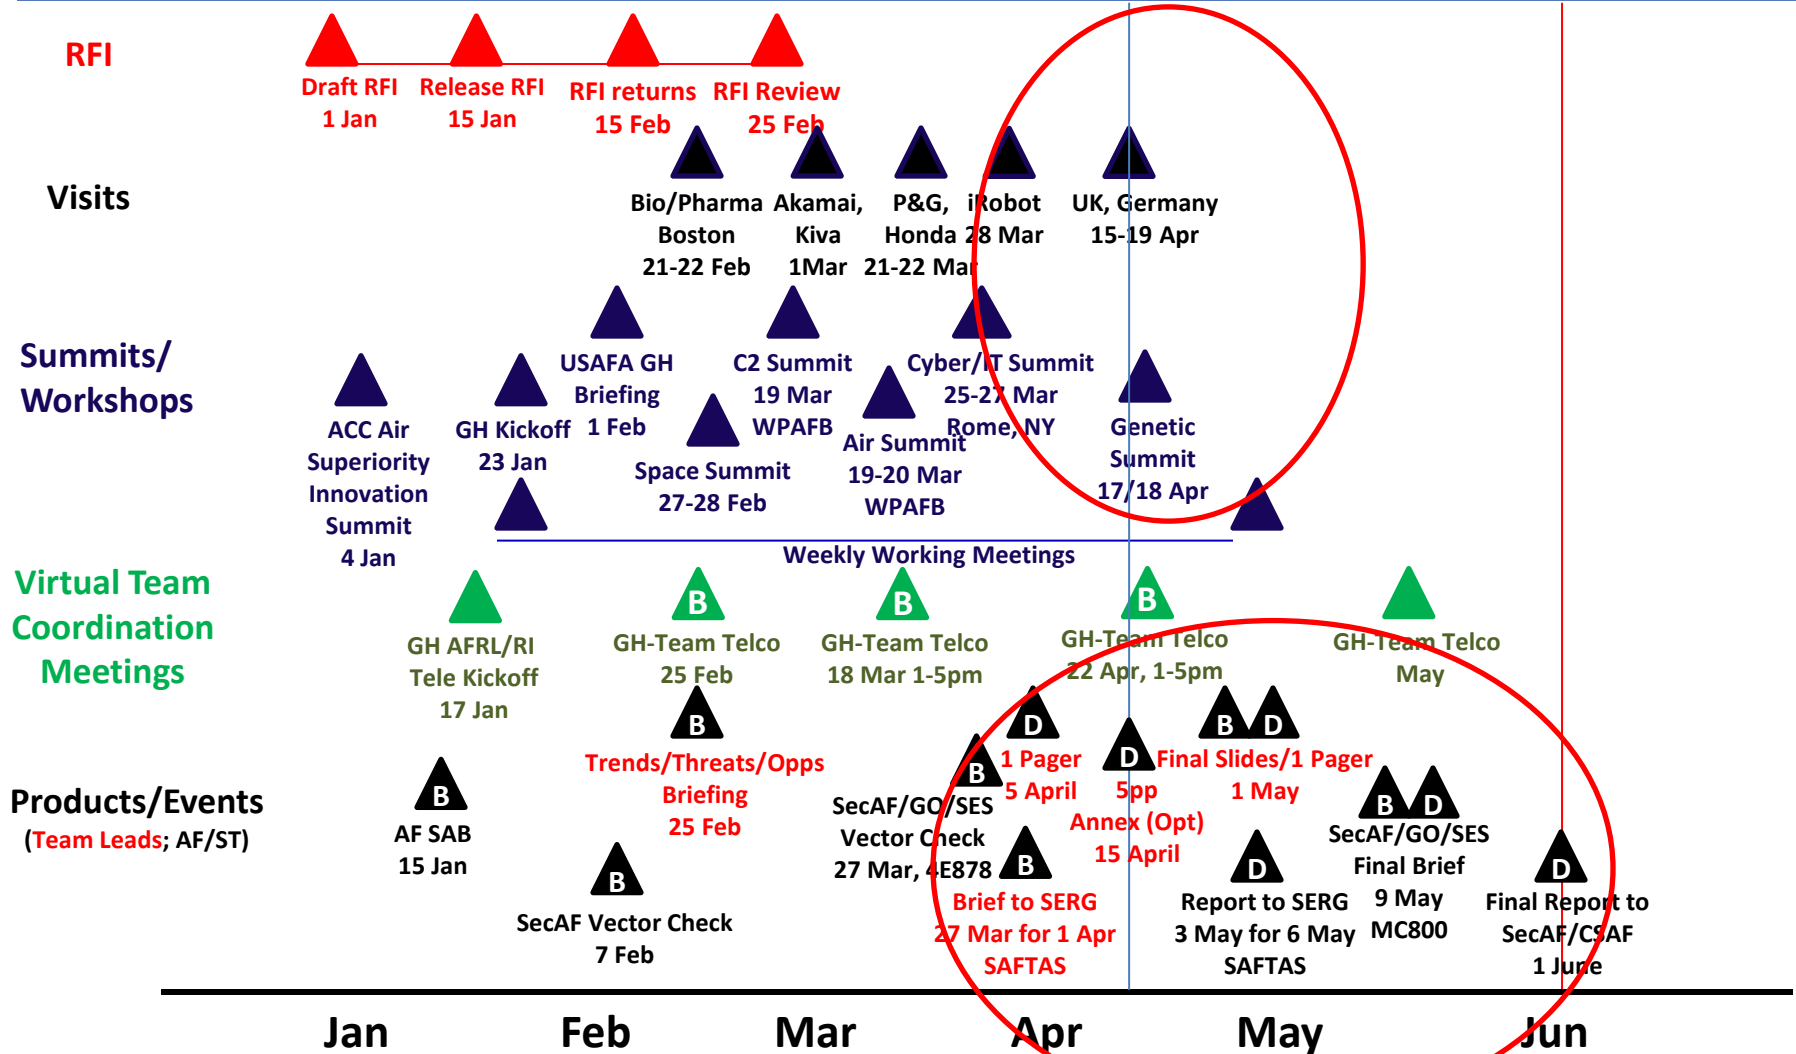 RFI
Draft RFI
1 Jan
Release RFI
15 Jan
RFI returns
15 Feb
RFI Review
25 Feb
Visits
Bio/Pharma
Boston
21-22 Feb
Akamai,
Kiva
1Mar
P&G,
Honda
21-22 Mar
iRobot
28 Mar
UK, Germany
15-19 Apr
Summits/
Workshops
ACC Air
Superiority
Innovation
Summit
4 Jan
GH Kickoff
23 Jan
USAFA GH
Briefing
1 Feb
Space Summit
27-28 Feb
C2 Summit
19 Mar
WPAFB
Air Summit
19-20 Mar
WPAFB
Cyber/IT Summit
25-27 Mar
Rome, NY
Genetic
Summit
17/18 Apr
Weekly Working Meetings
Virtual Team
Coordination
Meetings
GH AFRL/RI
Tele Kickoff
17 Jan
B
GH-Team Telco
25 Feb
B
GH-Team Telco
18 Mar 1-5pm
B
GH-Team Telco
22 Apr, 1-5pm
GH-Team Telco
May
Products/Events
(Team Leads; AF/ST)
B
AF SAB
15 Jan
B
SecAF Vector Check
7 Feb
B
Trends/Threats/Opps
Briefing
25 Feb
B
SecAF/GO/SES
Vector Check
27 Mar, 4E878
D
1 Pager
5 April
B
Brief to SERG
27 Mar for 1 Apr
SAFTAS
D
5pp
Annex (Opt)
15 April
B
D
Final Slides/1 Pager
1 May
D
Report to SERG
3 May for 6 May
SAFTAS
B
D
SecAF/GO/SES
Final Brief
9 May
MC800
D
Final Report to
SecAF/CSAF
1 June
Jan
Feb
Mar
Apr
May
Jun